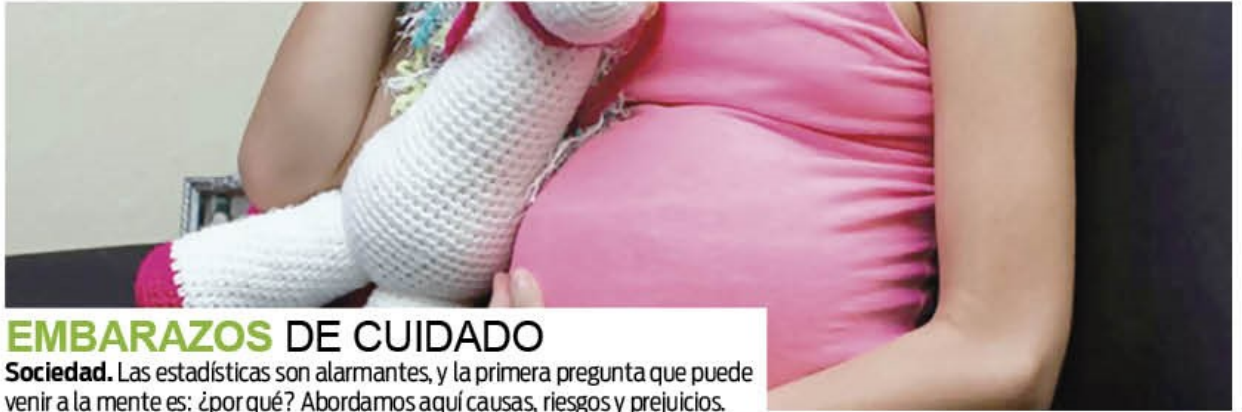 EMBARAZOS DE CUIDADO
Sociedad. Las estadísticas son alarmantes, y la primera pregunta que puede
venir a la mente es: ¿por qué? Abordamos aquí causas, riesgos y prejuicios.